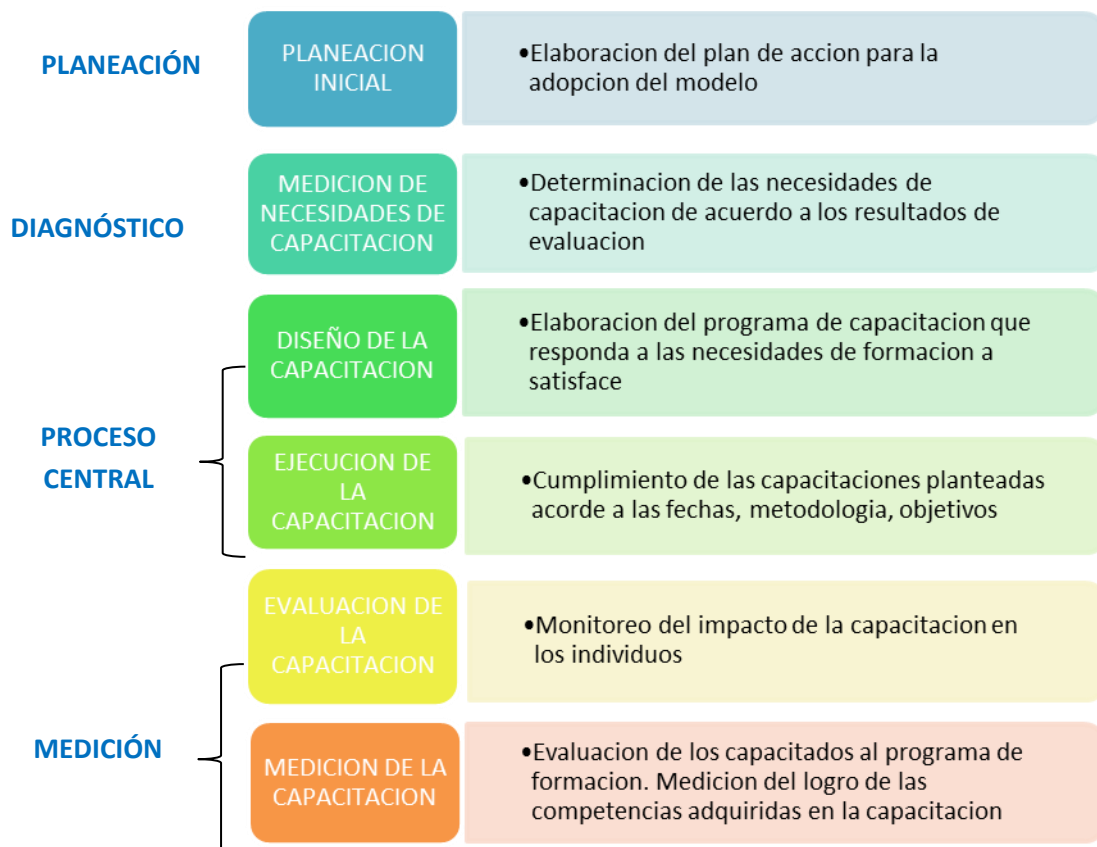 PLANEACIÓN
PLANEACION
INICIAL
•Elaboracion del plan de accion para la
adopcion del modelo
DIAGNÓSTICO
MEDICION DE
NECESIDADES DE
CAPACITACION
•Determinacion de las necesidades de
capacitacion de acuerdo a los resultados de
evaluacion
PROCESO
CENTRAL
DISEÑO DE LA
CAPACITACION
•Elaboracion del programa de capacitacion que
responda a las necesidades de formacion a
satisface
EJECUCION DE
LA
CAPACITACION
•Cumplimiento de las capacitaciones planteadas
acorde a las fechas, metodologia, objetivos
MEDICIÓN
EVALUACION DE
LA
CAPACITACION
•Monitoreo del impacto de la capacitacion en
los individuos
MEDICION DE LA
CAPACITACION
•Evaluacion de los capacitados al programa de
formacion. Medicion del logro de las
competencias adquiridas en la capacitacion